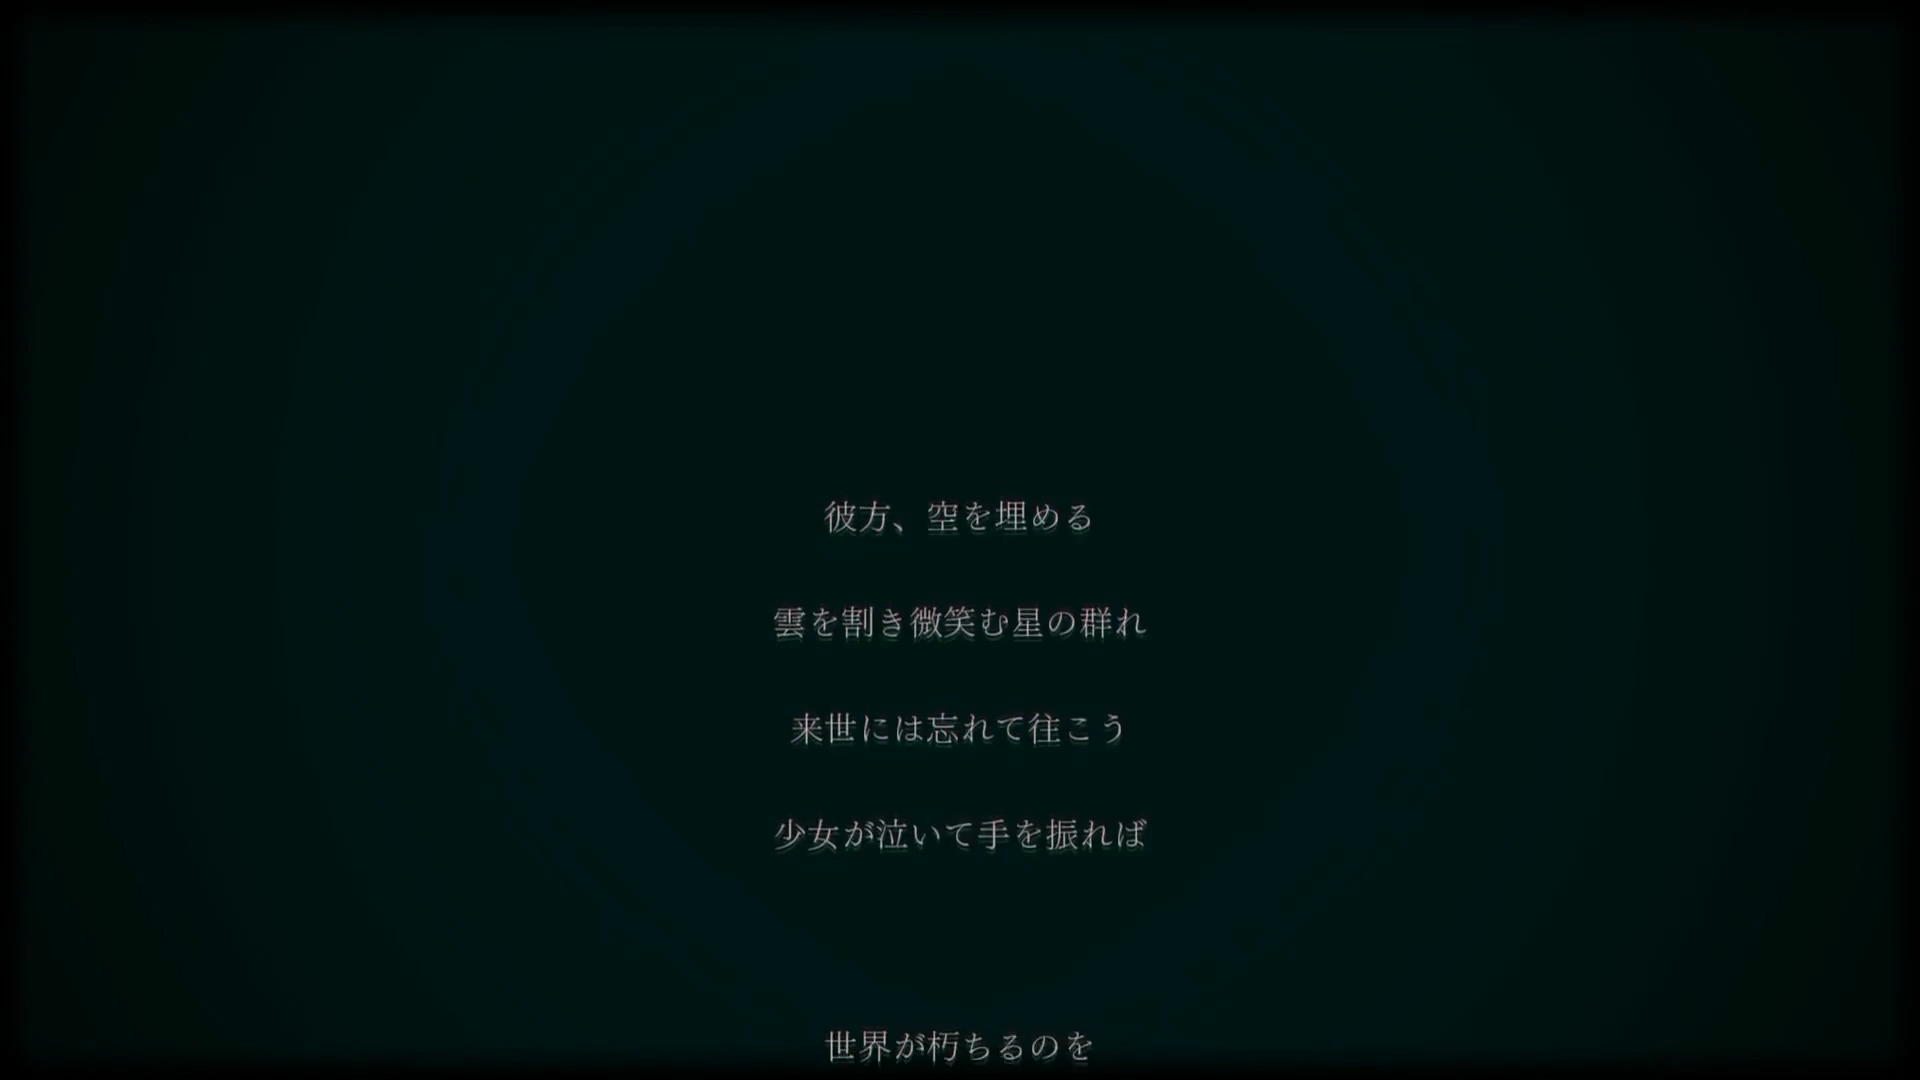 彼方、空を埋める
雲を割き微笑む星の群れ
来世には忘れて往こう
少女が泣いて手を振れば
世界が朽ちるのを